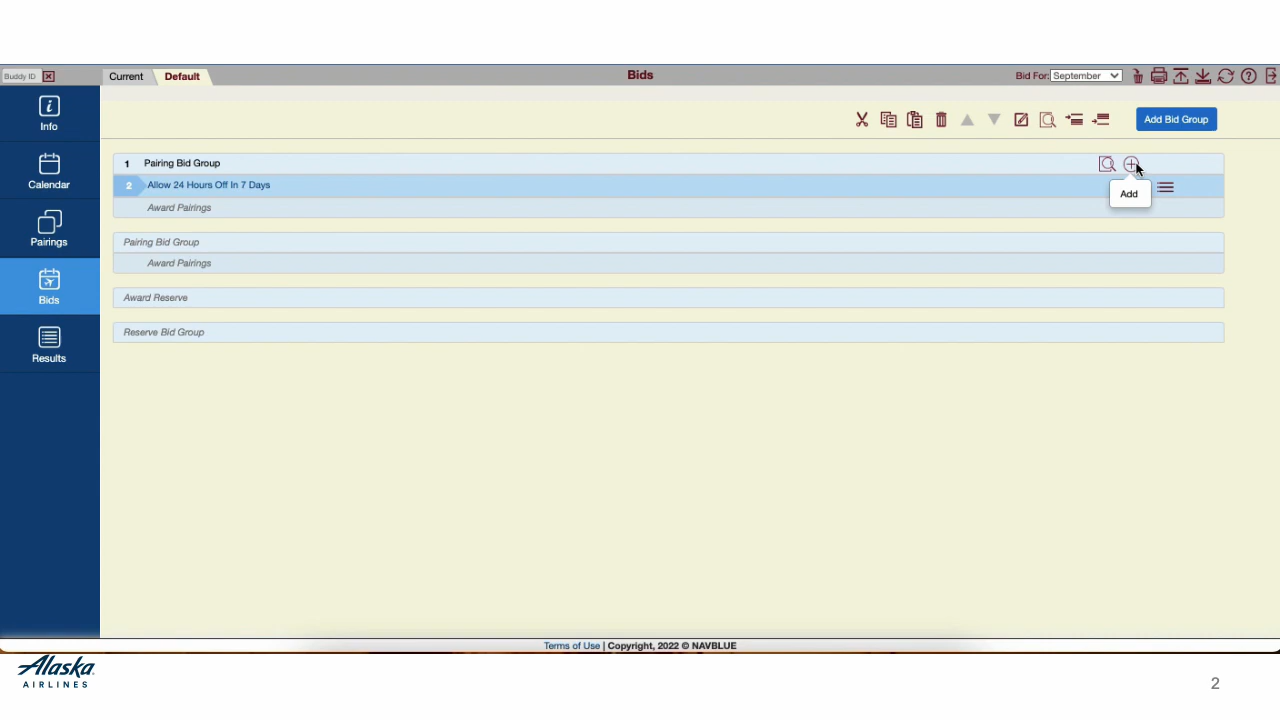 Buddy ID
Current
Default
Bids
Bid For: September
Info
Calendar
Pairings
Bids
Results
Add Bid Group
1 Pairing Bid Group
2 Allow 24 Hours Off In 7 Days
Add
Award Pairings
Pairing Bid Group
Award Pairings
Award Reserve
Reserve Bid Group
Terms of Use | Copyright, 2022 © NAVBLUE
Alaska
AIRLINES
2